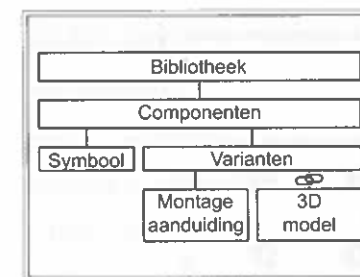 Bibliotheek
Componenten
Symbool
Varianten
Montage
aanduiding
3D
model